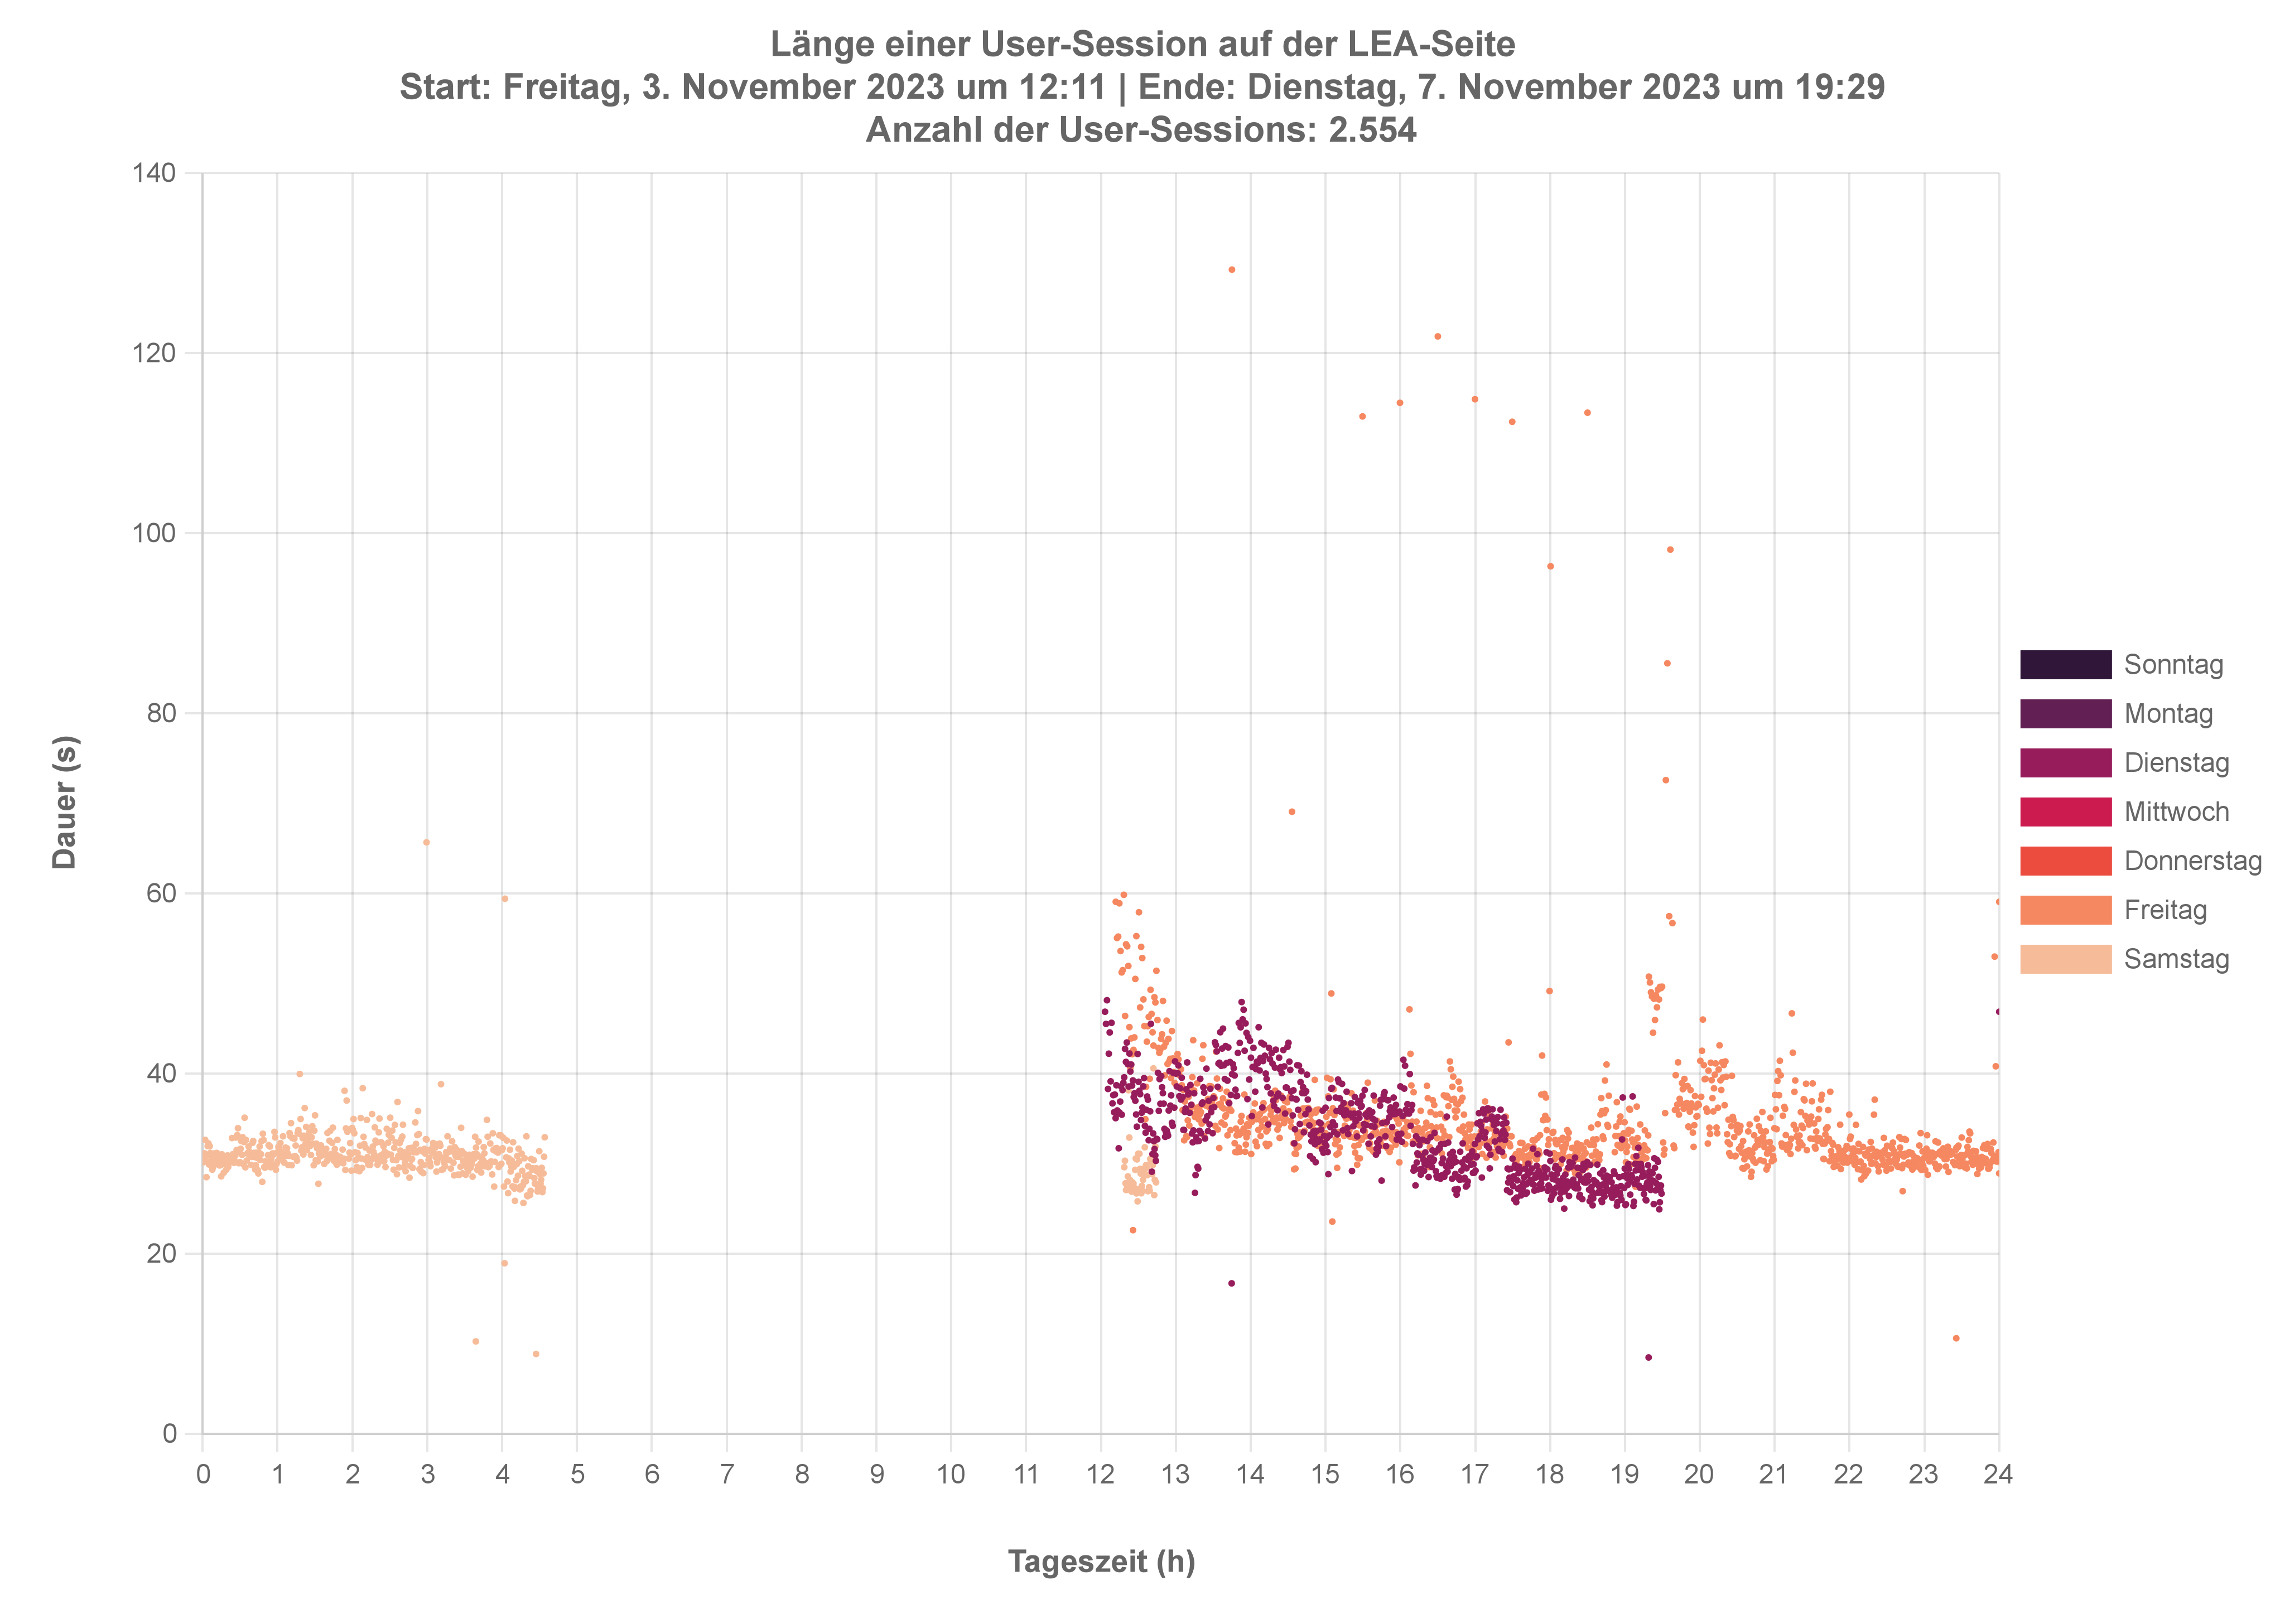 Länge einer User-Session auf der LEA-Seite
Start: Freitag, 3. November 2023 um 12:11 | Ende: Dienstag, 7. November 2023 um 19:29
Anzahl der User-Sessions: 2.554
140
120
100
80
60
40
20
0
Dauer (s)
0 1 2 3 4 5 6 7 8 9 10 11 12 13 14 15 16 17 18 19 20 21 22 23 24
Tageszeit (h)
Sonntag
Montag
Dienstag
Mittwoch
Donnerstag
Freitag
Samstag